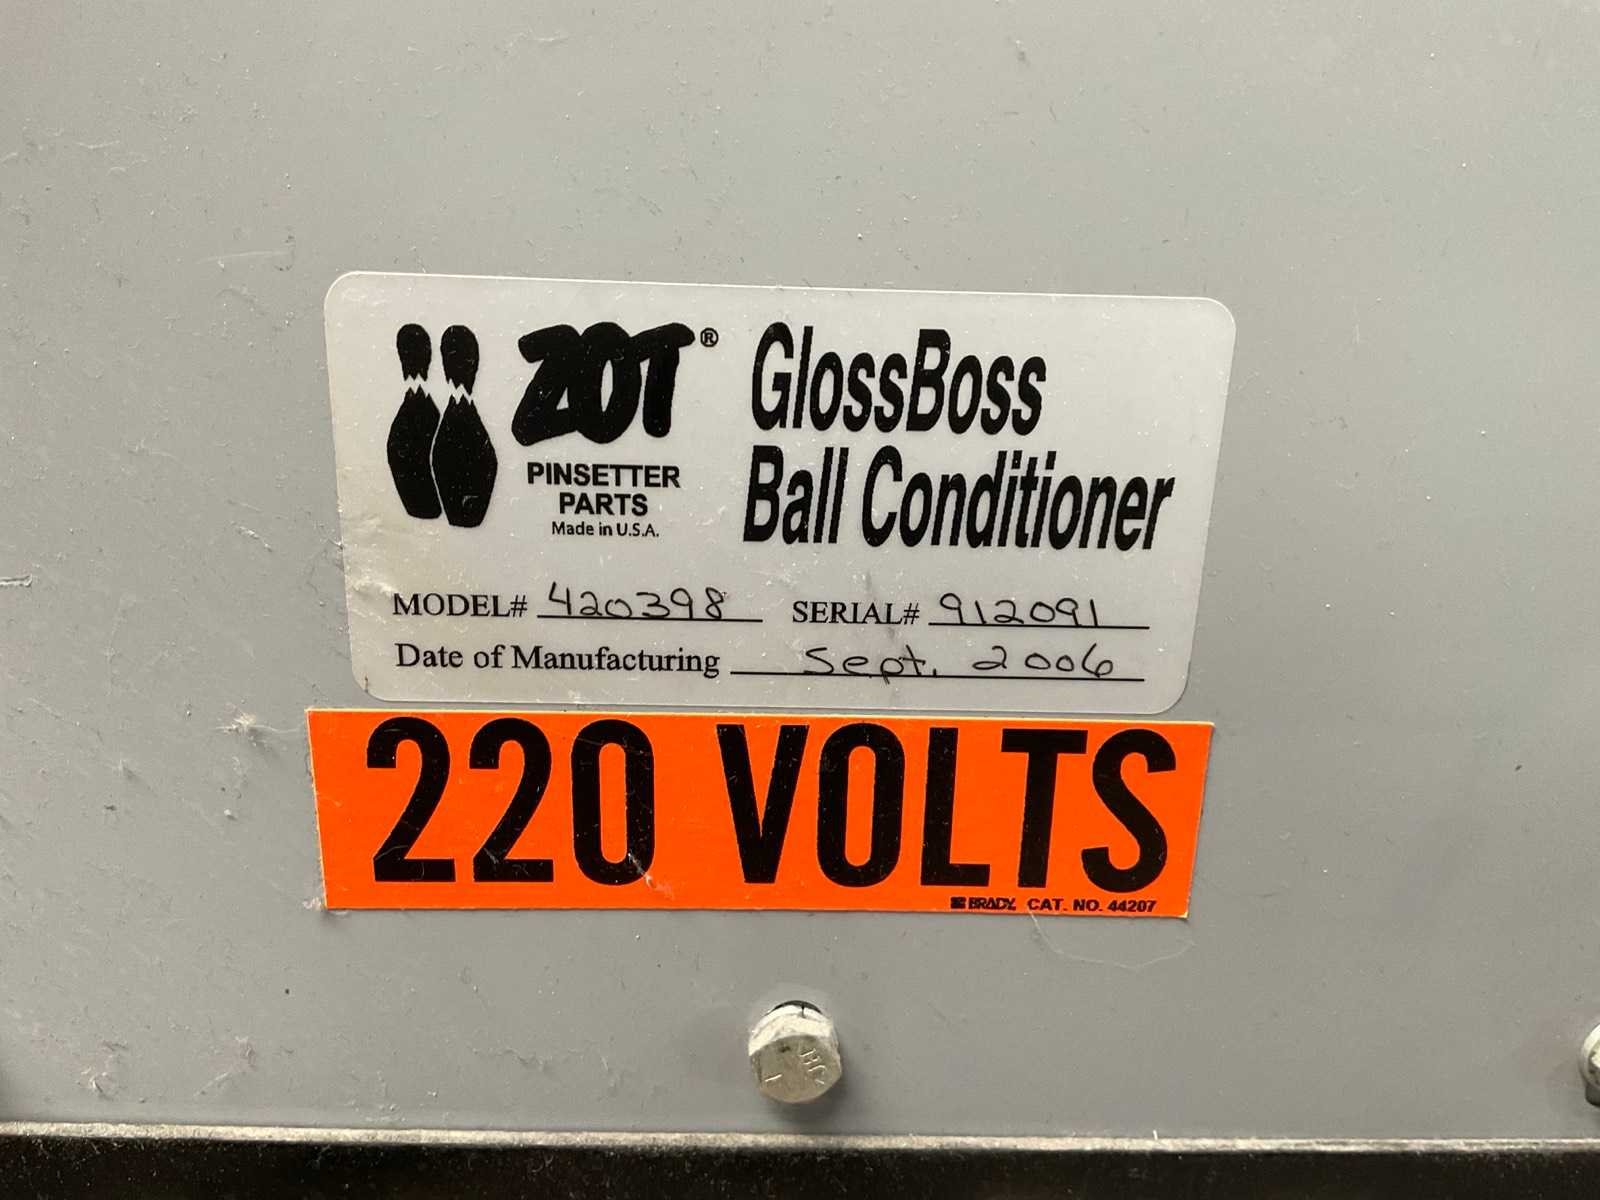 ZOT®
PINSETTER
PARTS
Made in U.S.A.
GlossBoss
Ball Conditioner
MODEL# 420398 SERIAL# 912091
Date of Manufacturing Sept. 2006
220 VOLTS
BRADY CAT. NO. 44207